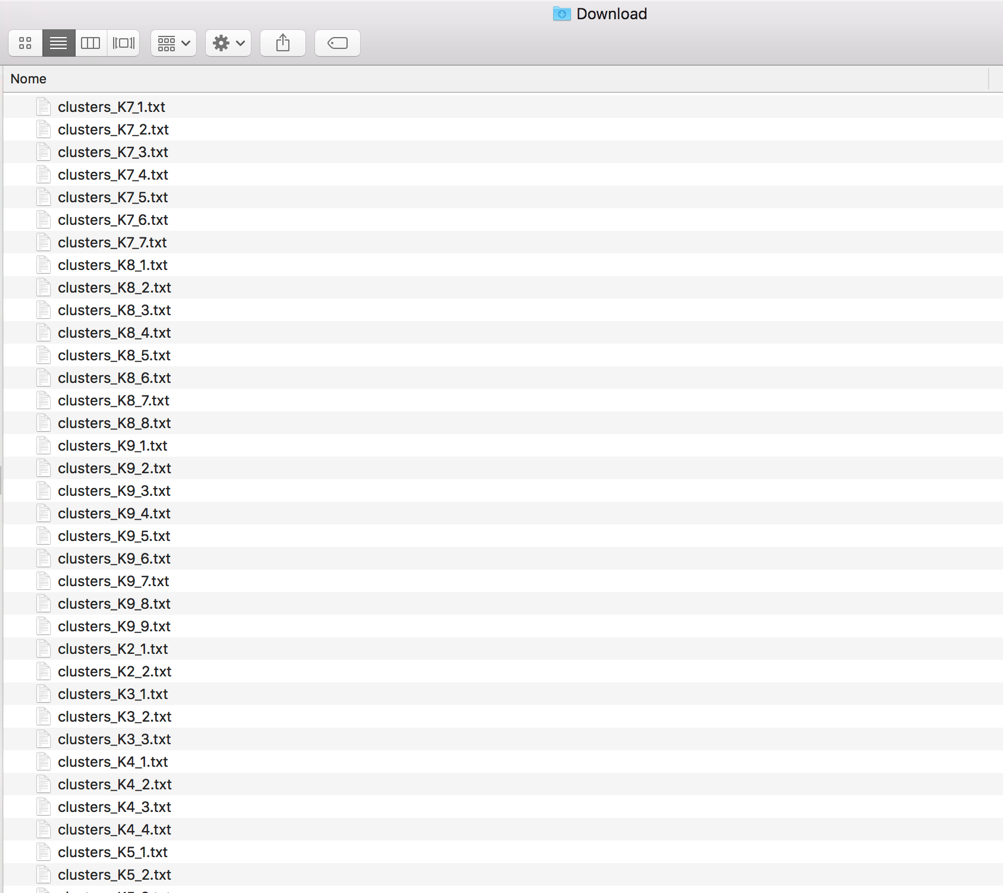 Download
Nome
clusters_K7_1.txt
clusters_K7_2.txt
clusters_K7_3.txt
clusters_K7_4.txt
clusters_K7_5.txt
clusters_K7_6.txt
clusters_K7_7.txt
clusters_K8_1.txt
clusters_K8_2.txt
clusters_K8_3.txt
clusters_K8_4.txt
clusters_K8_5.txt
clusters_K8_6.txt
clusters_K8_7.txt
clusters_K8_8.txt
clusters_K9_1.txt
clusters_K9_2.txt
clusters_K9_3.txt
clusters_K9_4.txt
clusters_K9_5.txt
clusters_K9_6.txt
clusters_K9_7.txt
clusters_K9_8.txt
clusters_K9_9.txt
clusters_K2_1.txt
clusters_K2_2.txt
clusters_K3_1.txt
clusters_K3_2.txt
clusters_K3_3.txt
clusters_K4_1.txt
clusters_K4_2.txt
clusters_K4_3.txt
clusters_K4_4.txt
clusters_K5_1.txt
clusters_K5_2.txt